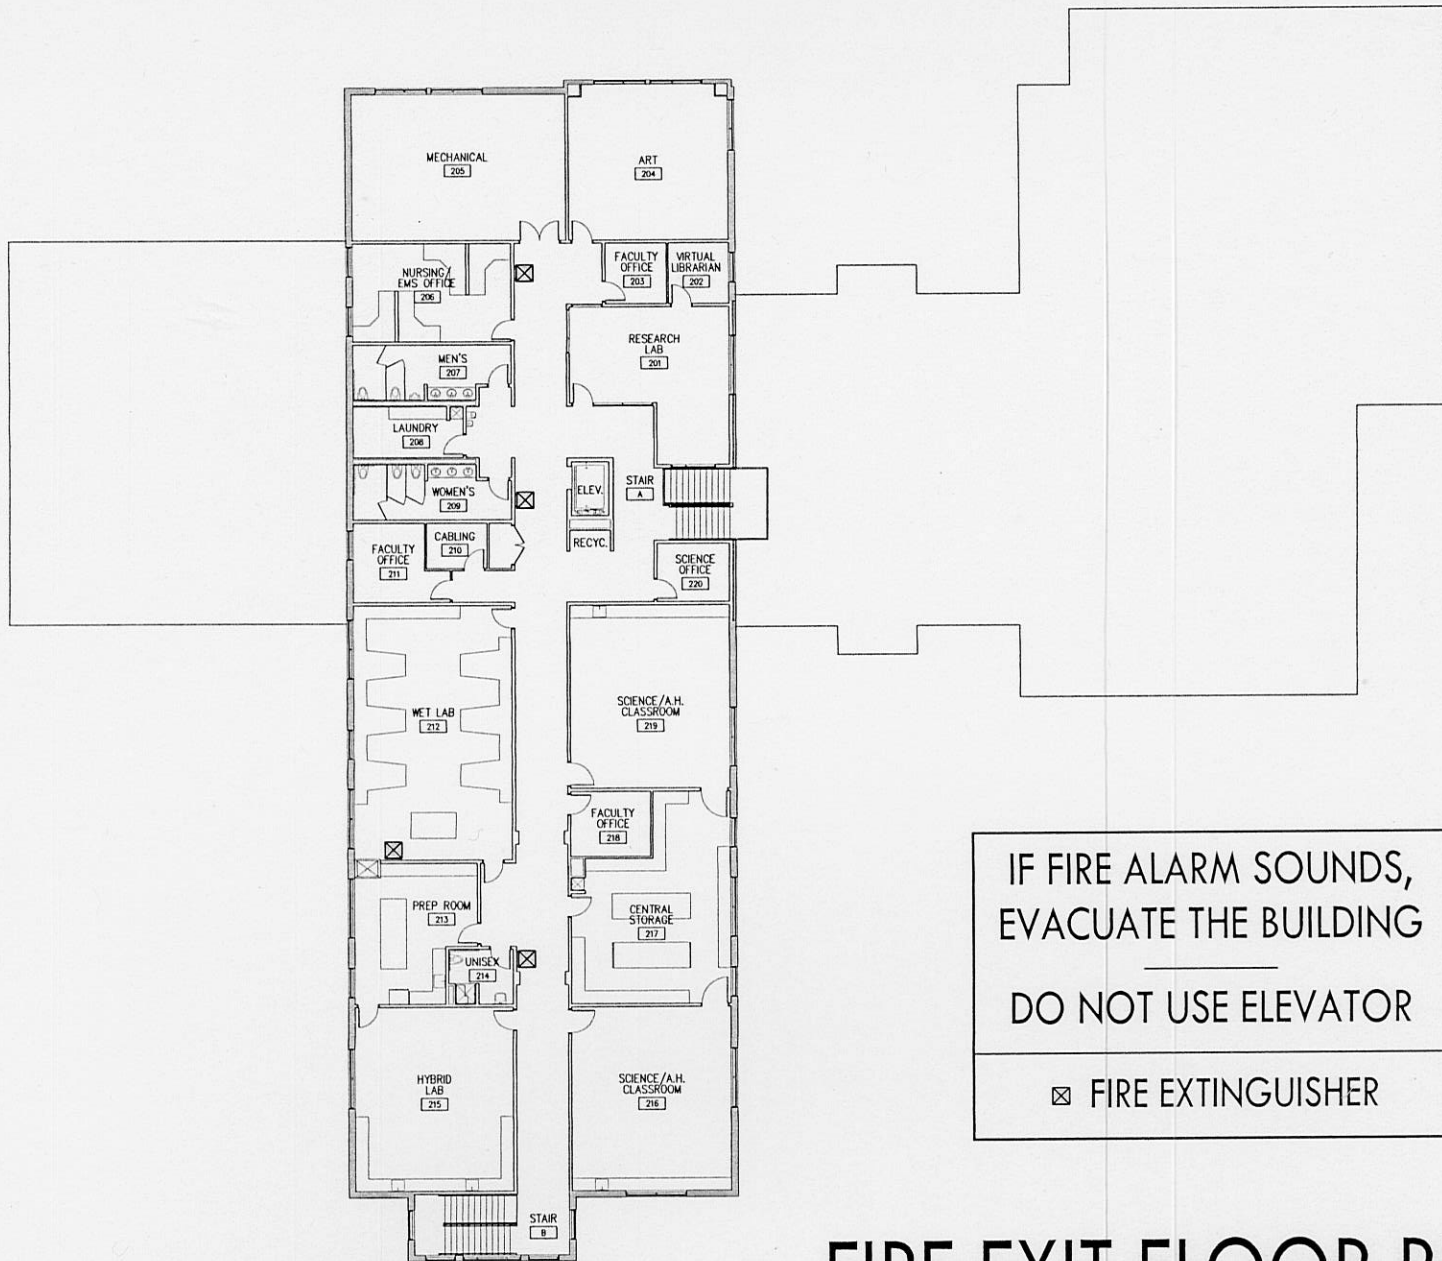 MECHANICAL
205
ART
204
NURSING/
EMS OFFICE
206
FACULTY
OFFICE
203
VIRTUAL
LIBRARIAN
202
RESEARCH
LAB
201
MEN'S
207
LAUNDRY
208
WOMEN'S
209
ELEV.
STAIR
A
RECYC.
CABLING
210
FACULTY
OFFICE
211
SCIENCE
OFFICE
220
WET LAB
212
SCIENCE/A.H.
CLASSROOM
219
FACULTY
OFFICE
218
PREP ROOM
213
CENTRAL
STORAGE
217
UNISEX
214
HYBRID
LAB
215
SCIENCE/A.H.
CLASSROOM
216
STAIR
B
IF FIRE ALARM SOUNDS,
EVACUATE THE BUILDING
DO NOT USE ELEVATOR
FIRE EXTINGUISHER
FIRE EXIT FLOOR P